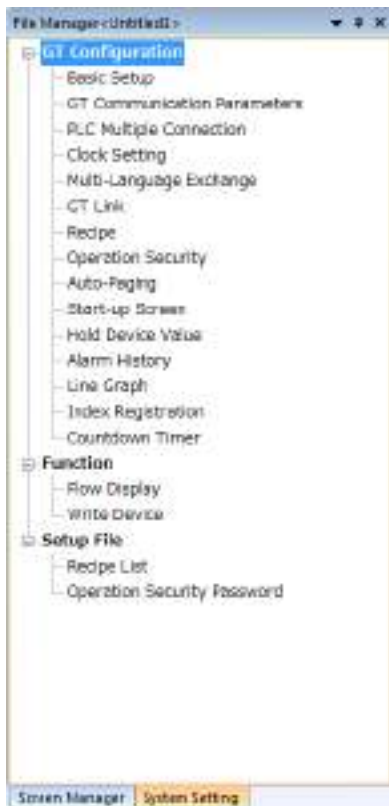 File Manager<Untitled1>
GT Configuration
Basic Setup
GT Communication Parameters
PLC Multiple Connection
Clock Setting
Multi-Language Exchange
GT Link
Recipe
Operation Security
Auto-Paging
Start-up Screen
Hold Device Value
Alarm History
Line Graph
Index Registration
Countdown Timer
Function
Flow Display
Write Device
Setup File
Recipe List
Operation Security Password
Screen Manager System Setting